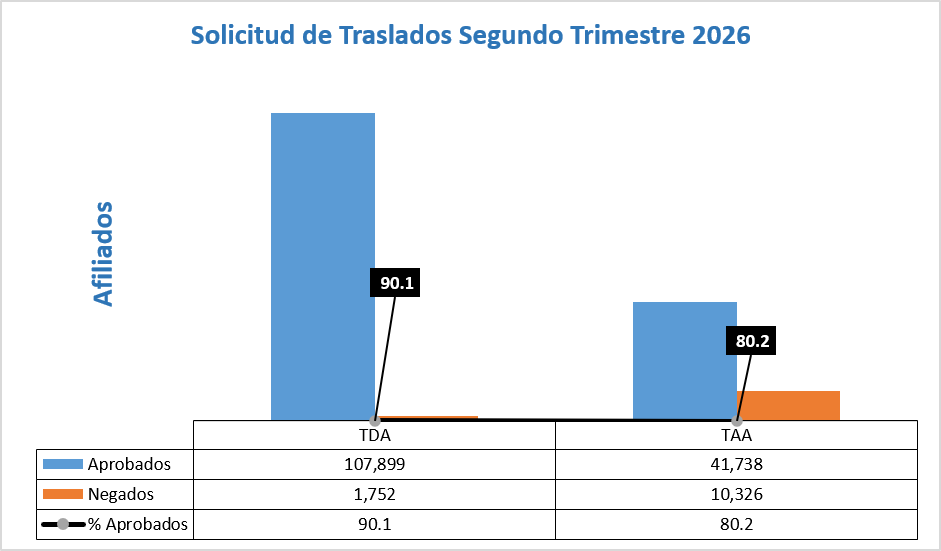 Solicitud de Traslados Segundo Trimestre 2026
Afiliados
90.1
80.2
TDA TAA
Aprobados 107,899 41,738
Negados 1,752 10,326
% Aprobados 90.1 80.2